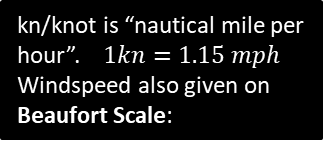 kn/knot is “nautical mile per
hour”. 1kn = 1.15 mph
Windspeed also given on
Beaufort Scale: